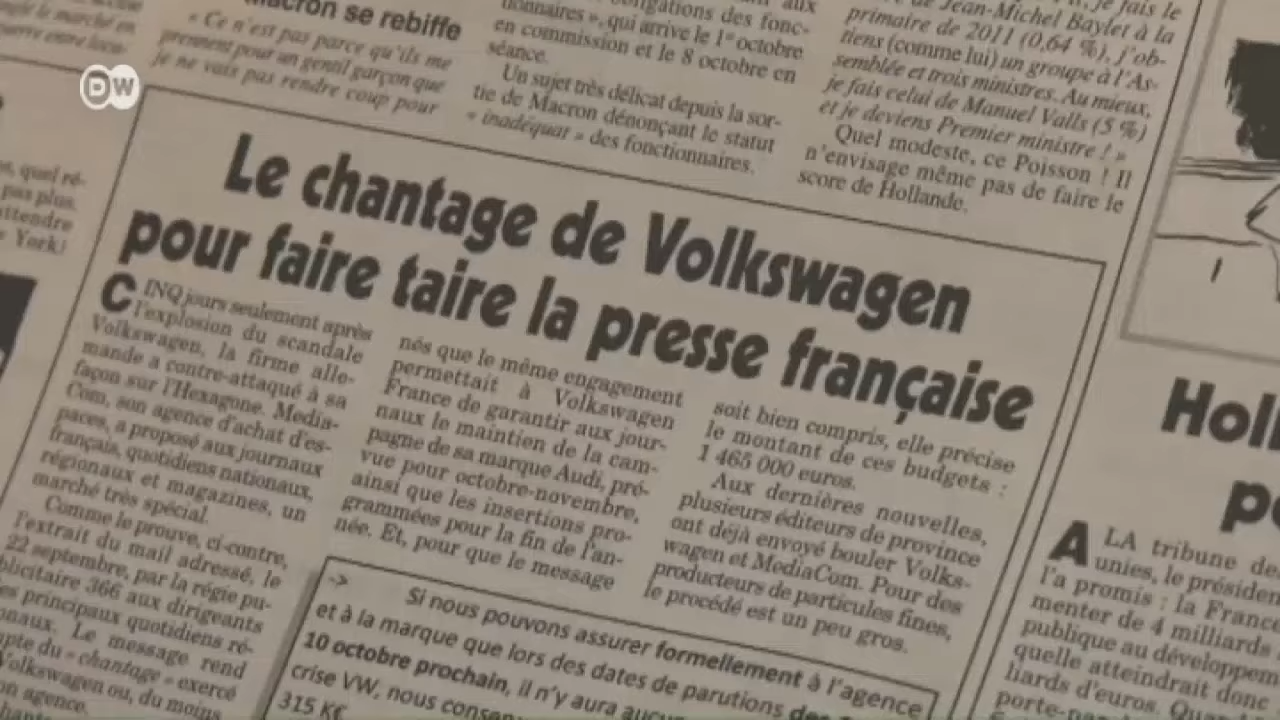 DW
Macron se rebiffe
« Ce n'est pas parce qu'ils me
prennent pour un gentil garçon que
je ne vais pas rendre coup pour
tionnaires », qui arrive le 1er octobre
en commission et le 8 octobre en
séance.
Un sujet très délicat depuis la sor-
tie de Macron dénonçant le statut
« inadéquat » des fonctionnaires.
de Jean-Michel Baylet à la
primaire de 2011 (0,64 %), j'ob-
tiens (comme lui) un groupe à l'As-
semblée et trois ministres. Au mieux,
je fais celui de Manuel Valls (5 %)
et je deviens Premier ministre ! »
Quel modeste, ce Poisson ! Il
n'envisage même pas de faire le
score de Hollande.
quel ré-
pas plus.
attendre
York !
Le chantage de Volkswagen
pour faire taire la presse française
CINQ jours seulement après
l'explosion du scandale
Volkswagen, la firme alle-
mande a contre-attaqué à sa
façon sur l'Hexagone. Media-
Com, son agence d'achat d'es-
paces, a proposé aux journaux
français, quotidiens nationaux,
régionaux et magazines, un
marché très spécial.
Comme le prouve, ci-contre,
l'extrait du mail adressé, le
22 septembre, par la régie pu-
blicitaire 366 aux dirigeants
des principaux quotidiens ré-
Le message rend
du « chantage » exercé
Volkswagen ou, du moins
son agence.
nés que le même engagement
permettait à Volkswagen
France de garantir aux jour-
naux le maintien de la cam-
pagne de sa marque Audi, pré-
vue pour octobre-novembre,
ainsi que les insertions pro-
grammées pour la fin de l'an-
née. Et, pour que le message
soit bien compris, elle précise
le montant de ces budgets :
1 465 000 euros.
Aux dernières nouvelles,
plusieurs éditeurs de province
ont déjà envoyé bouler Volks-
wagen et MediaCom. Pour des
producteurs de particules fines,
le procédé est un peu gros.
->
Si nous pouvons assurer formellement à l'agence
et à la marque que lors des dates de parutions
10 octobre prochain, il n'y aura
crise VW, nous
315 K€
A LA tribune
unies, le président
l'a promis : la France
menter de 4 milliards
publique au développem
quelle atteindrait donc
liards d'euros.
porte-